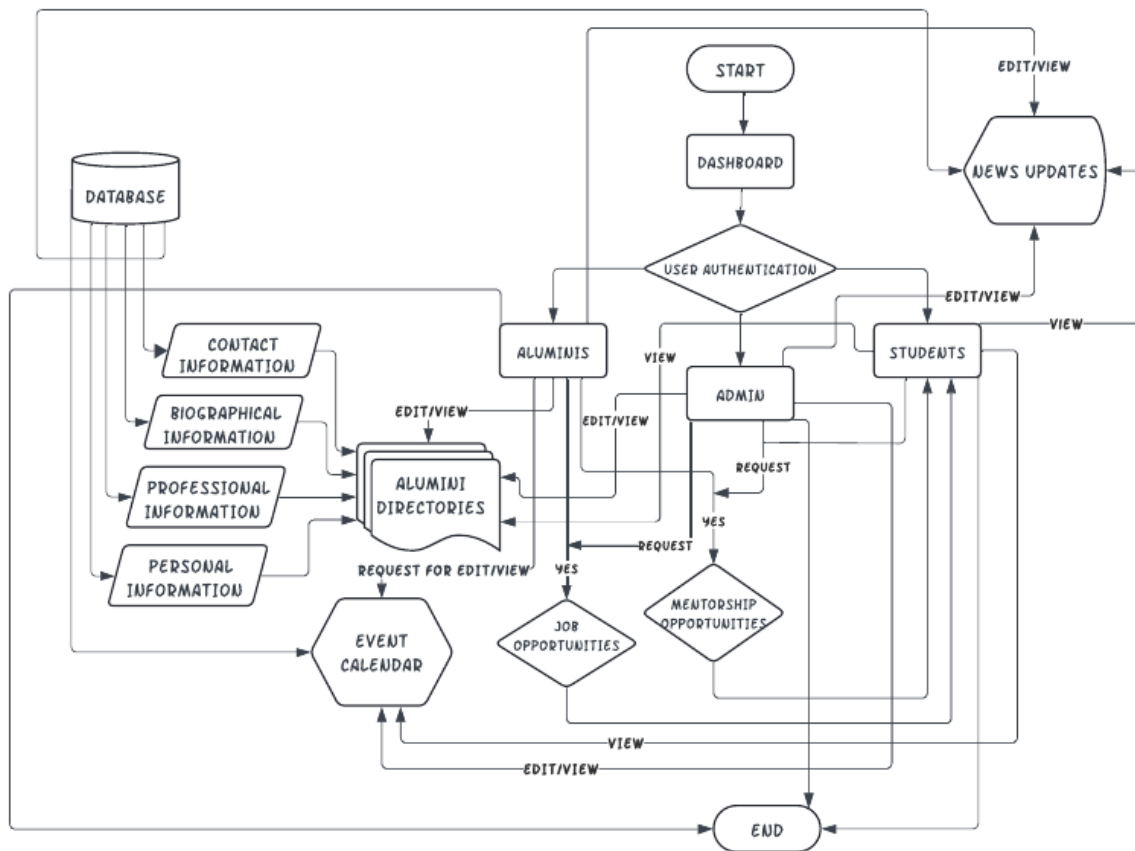 START
EDIT/VIEW
DASHBOARD
NEWS UPDATES
DATABASE
USER AUTHENTICATION
EDIT/VIEW
VIEW
CONTACT
INFORMATION
ALUMINIS
VIEW
STUDENTS
ADMIN
BIOGRAPHICAL
INFORMATION
EDIT/VIEW
EDIT/VIEW
REQUEST
PROFESSIONAL
INFORMATION
ALUMINI
DIRECTORIES
YES
REQUEST
PERSONAL
INFORMATION
REQUEST FOR EDIT/VIEW
YES
EVENT
CALENDAR
JOB
OPPORTUNITIES
MENTORSHIP
OPPORTUNITIES
VIEW
EDIT/VIEW
END